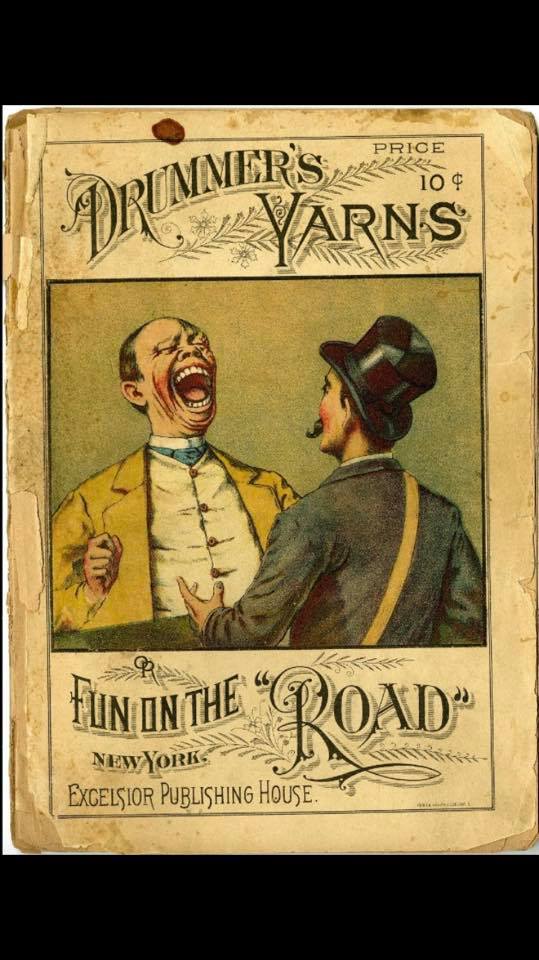 DRUMMER'S
PRICE
10 ¢
YARNS
OR
FUN ON THE "ROAD"
NEW YORK.
EXCELSIOR PUBLISHING HOUSE.